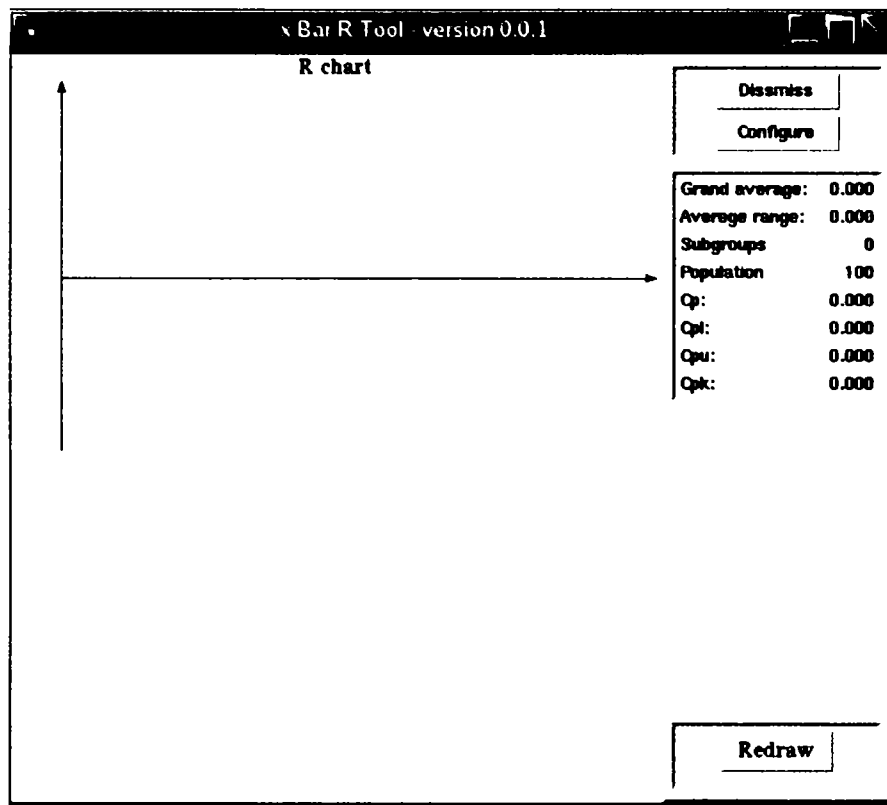 x Bar R Tool - version 0.0.1
R chart
Dissmiss
Configure
Grand average: 0.000
Average range: 0.000
Subgroups 0
Population 100
Cp: 0.000
Cpl: 0.000
Cpu: 0.000
Cpk: 0.000
Redraw